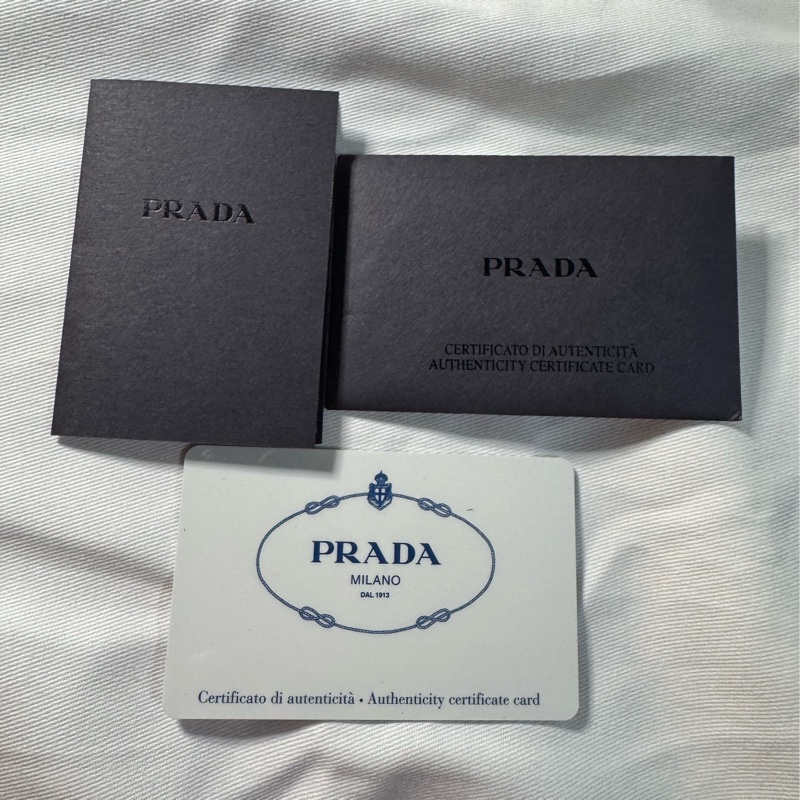 PRADA
PRADA
CERTIFICATO DI AUTENTICITÀ
AUTHENTICITY CERTIFICATE CARD
PRADA
MILANO
DAL 1913
Certificato di autenticità • Authenticity certificate card